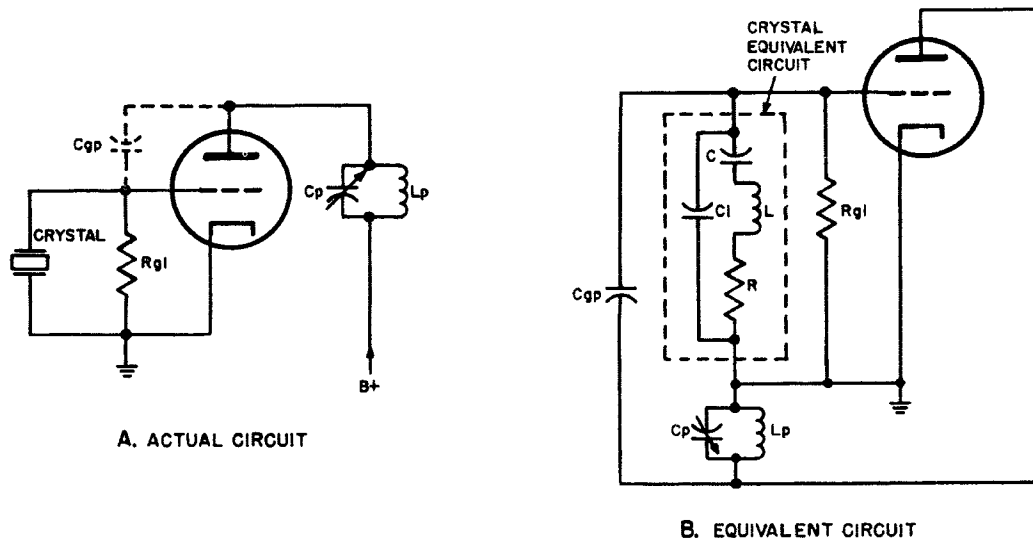 Cgp
CRYSTAL
Rgl
Cp
Lp
B+
A. ACTUAL CIRCUIT
CRYSTAL
EQUIVALENT
CIRCUIT
C
Cl
L
R
Rgl
Cgp
Cp
Lp
B. EQUIVALENT CIRCUIT